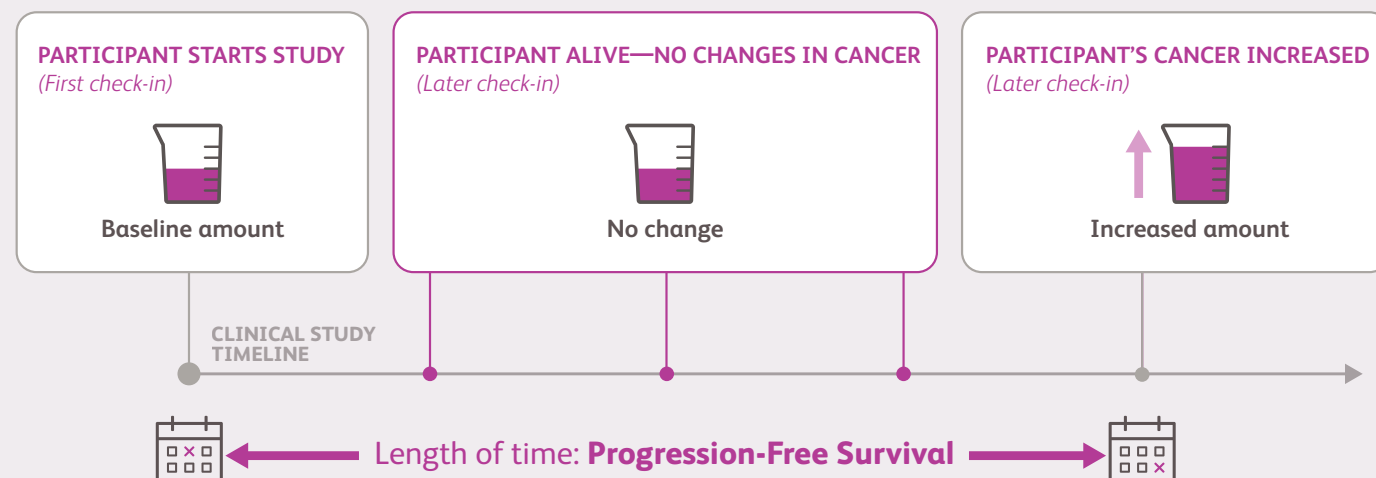 PARTICIPANT STARTS STUDY
(First check-in)
Baseline amount
PARTICIPANT ALIVE—NO CHANGES IN CANCER
(Later check-in)
No change
PARTICIPANT'S CANCER INCREASED
(Later check-in)
Increased amount
CLINICAL STUDY
TIMELINE
Length of time: Progression-Free Survival